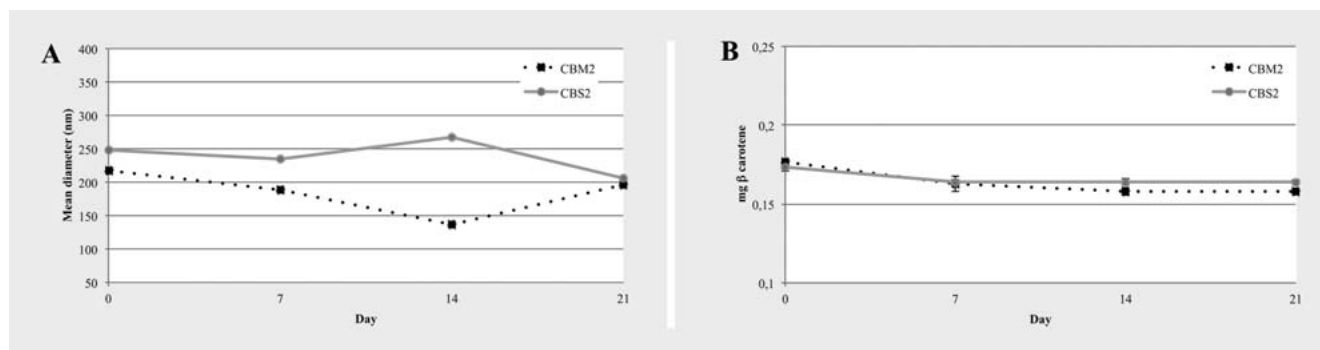 A
400
350
300
250
200
150
100
50
Mean diameter (nm)
CBM2
CBS2
0 7 14 21
Day
B
0,25
0,2
0,15
0,1
mg β carotene
CBM2
CBS2
0 7 14 21
Day